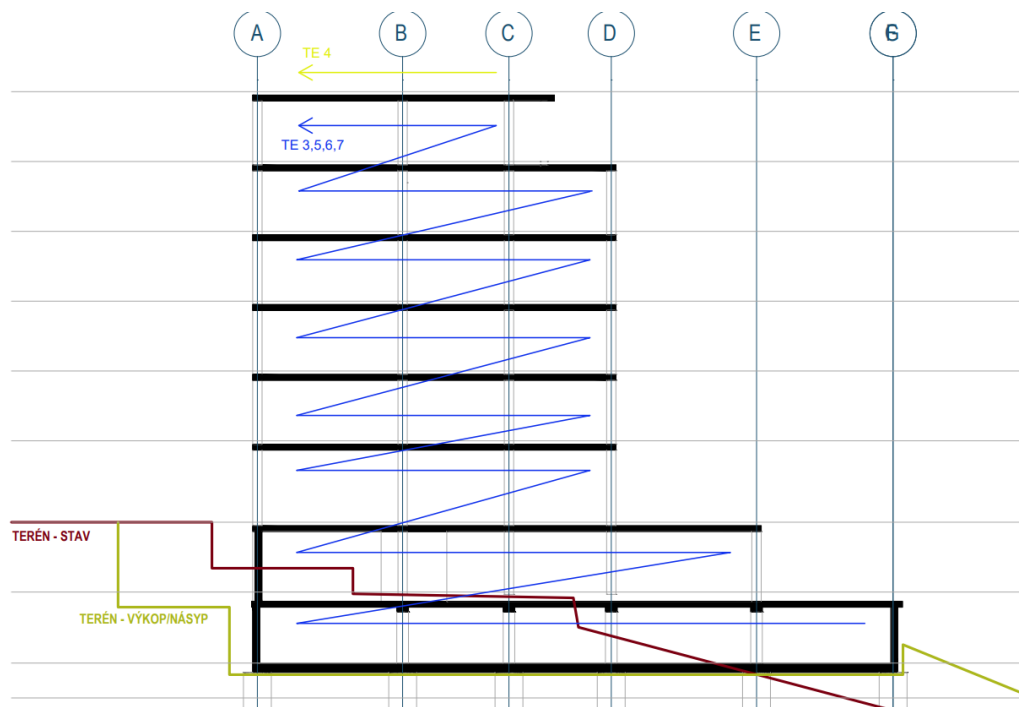 A B C D E
TE 4
TE 3,5,6,7
TERÉN - STAV
TERÉN - VÝKOP/NÁSYP